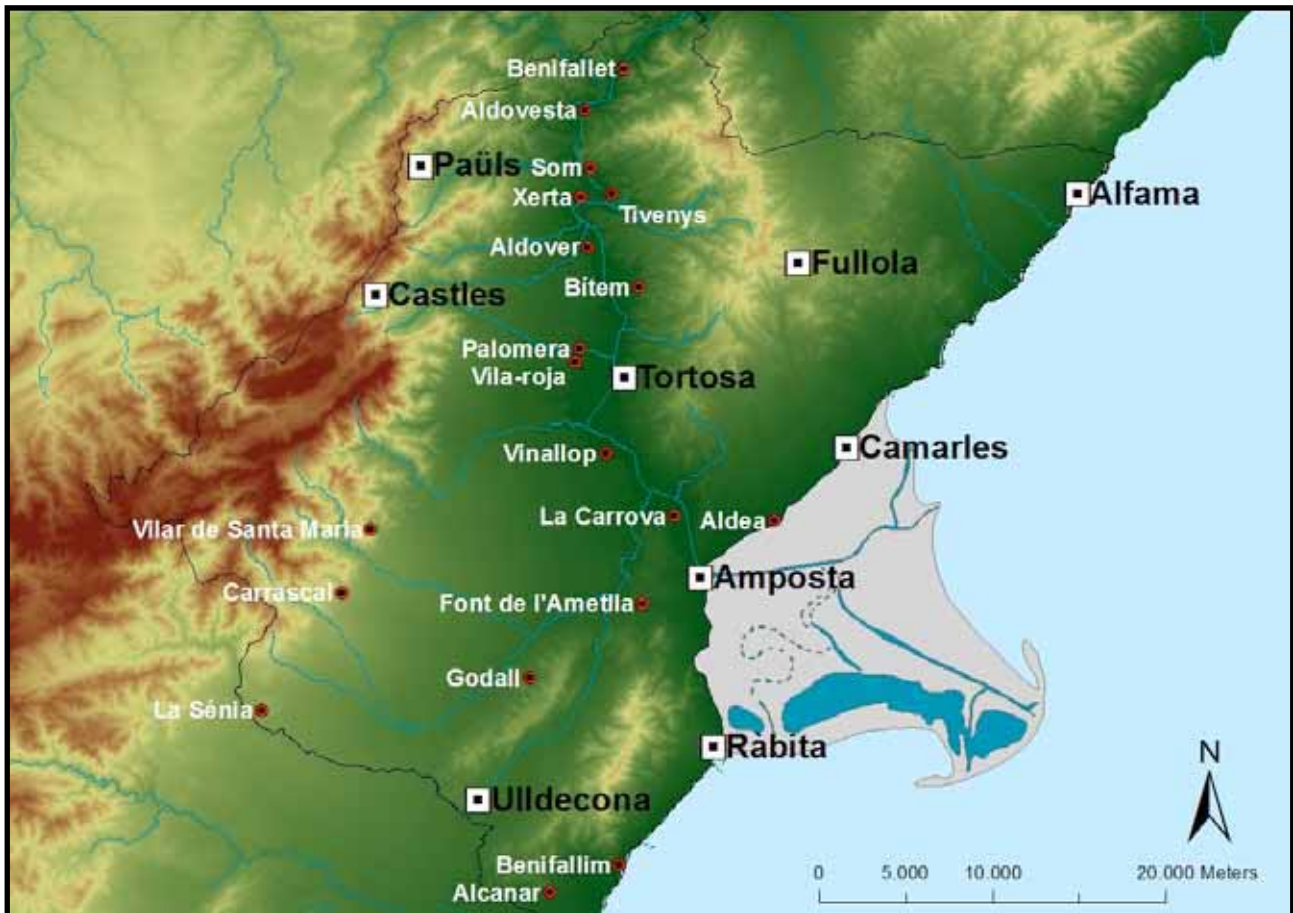 Benifallet
Aldovesta
Paüls
Som
Xerta
Tivenys
Alfama
Aldover
Fullola
Bítem
Castles
Palomera
Vila-roja
Tortosa
Camarles
Vinallop
La Carrova
Aldea
Vilar de Santa Maria
Amposta
Carrascal
Font de l'Ametlla
Godall
La Sénia
Rabita
N
Ulldecona
Benifallim
Alcanar
0 5.000 10.000 20.000 Meters